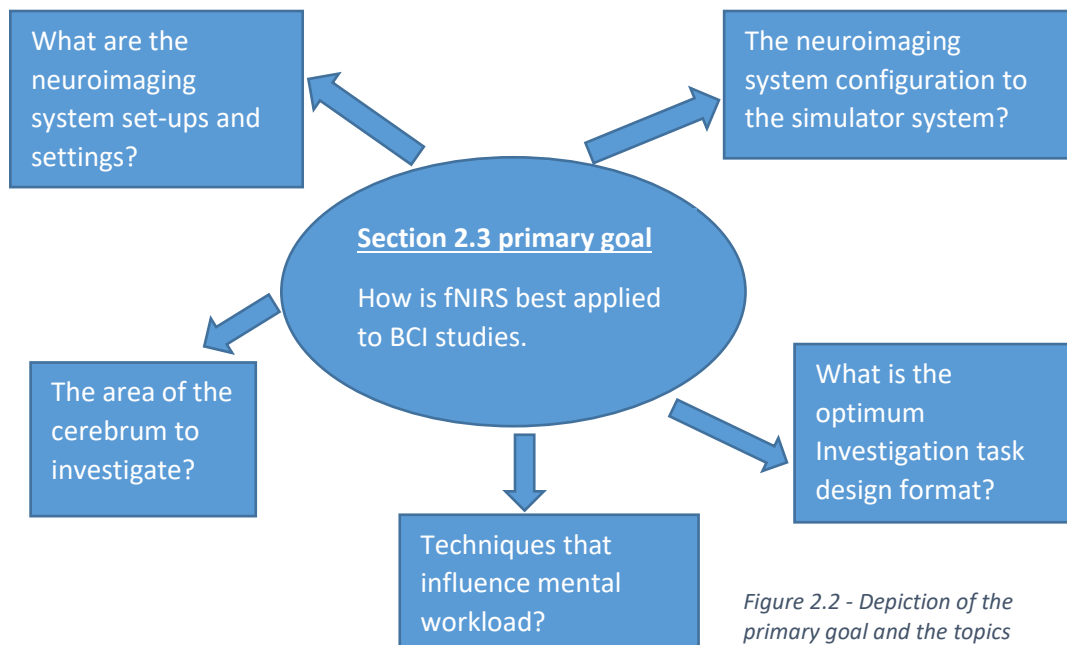 What are the
neuroimaging
system set-ups and
settings?
The neuroimaging
system configuration to
the simulator system?
Section 2.3 primary goal
How is fNIRS best applied
to BCI studies.
The area of the
cerebrum to
investigate?
What is the
optimum
Investigation task
design format?
Techniques that
influence mental
workload?
Figure 2.2 - Depiction of the
primary goal and the topics